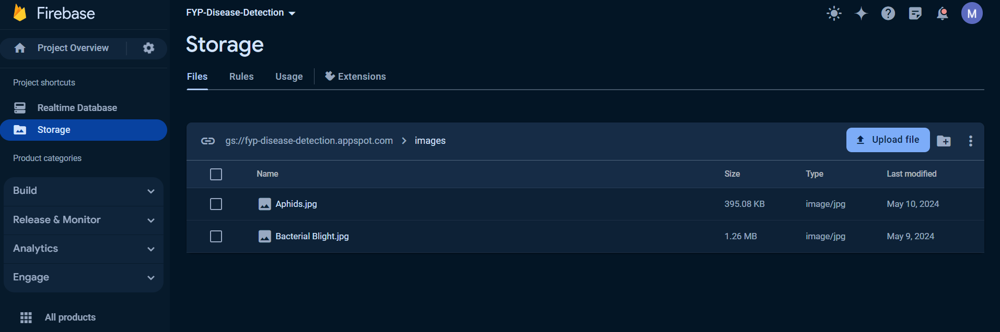 Firebase
FYP-Disease-Detection
M
Project Overview
Storage
Files Rules Usage Extensions
Project shortcuts
Realtime Database
Storage
Product categories
Build
Release & Monitor
Analytics
Engage
All products
gs://fyp-disease-detection.appspot.com > images
Upload file
Name Size Type Last modified
Aphids.jpg 395.08 KB image/jpg May 10, 2024
Bacterial Blight.jpg 1.26 MB image/jpg May 9, 2024